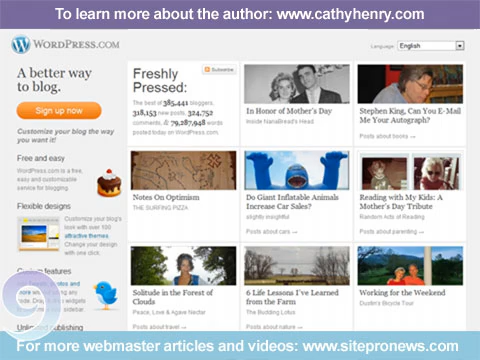 To learn more about the author: www.cathyhenry.com
WORDPRESS.COM
Language: English
A better way
to blog.
Sign up now
Customize your blog the way
you want it!
Free and easy
WordPress.com is a free,
easy and customizable
service for blogging.
Flexible designs
Customize your blog's
look with over 100
attractive themes.
Change your design
with one click.
features
photos and
Freshly
Pressed:
Subscribe
The best of 385,441 bloggers,
318,153 new posts, 324,752
comments, & 79,287,948 words
posted today on WordPress.com.
In Honor of Mother's Day
Inside NanaBread's Head
Stephen King, Can You E-Mail
Me Your Autograph?
Posts about books →
Notes On Optimism
THE SURFING PIZZA
Do Giant Inflatable Animals
Increase Car Sales?
slightly insightful
Posts about cars →
Reading with My Kids: A
Mother's Day Tribute
Random Acts of Reading
Posts about parenting →
Solitude in the Forest of
Clouds
Peace, Love & Agave Nectar
Posts about travel →
6 Life Lessons I've Learned
from the Farm
The Budding Lotus
Posts about nature →
Working for the Weekend
Dustin's Bicycle Tour
For more webmaster articles and videos: www.sitepronews.com